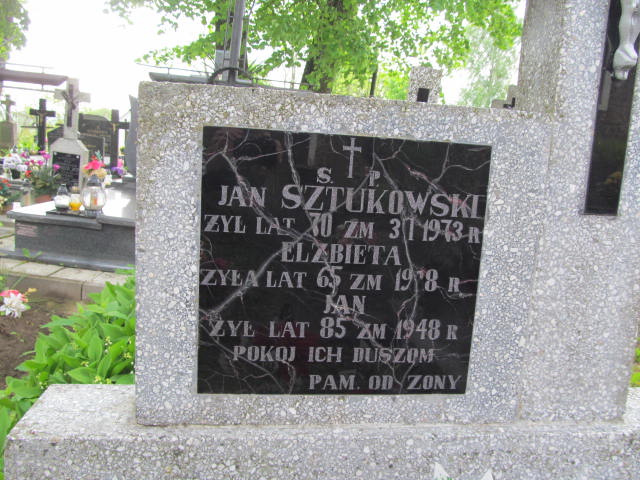 Ś. P.
JAN SZTUKOWSKI
ŻYŁ LAT 70 ZM 3 I 1973 R
ELŻBIETA
ŻYŁA LAT 65 ZM R
JAN
ŻYŁ LAT 85 ZM 1948 R
POKÓJ ICH DUSZOM
PAM. OD ŻONY